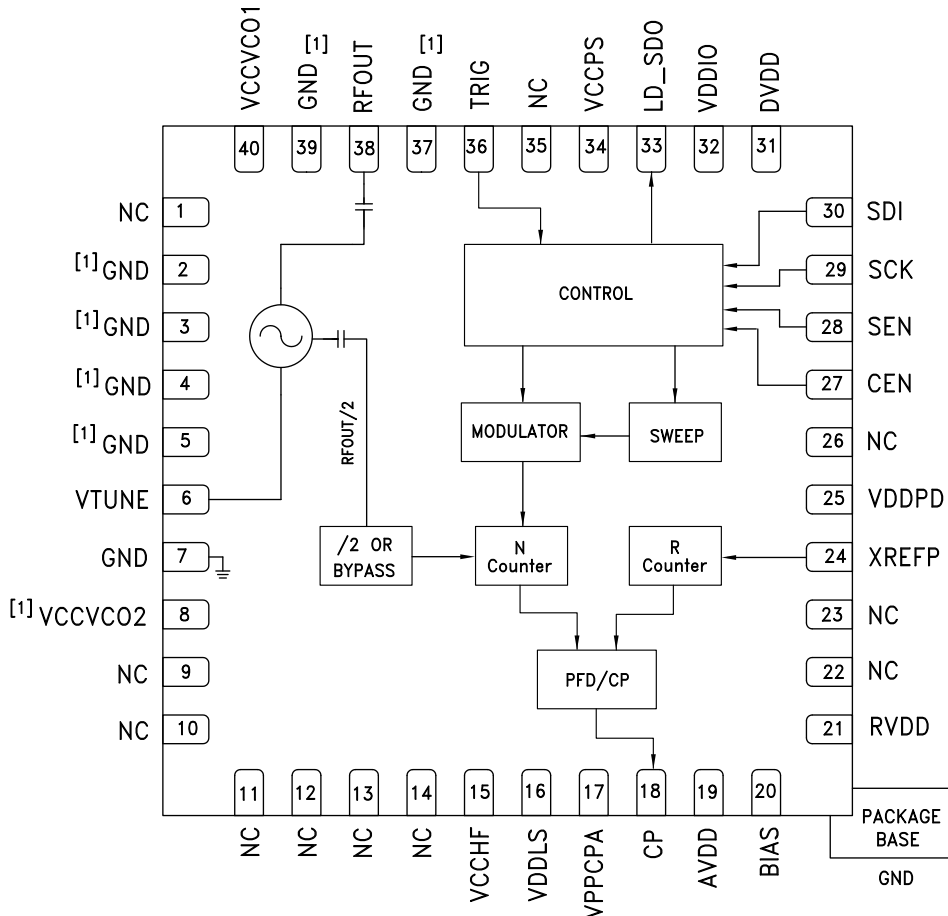 VCCVCO1
GND [1]
RFOUT
GND [1]
TRIG
NC
VCCPS
LD_SDO
VDDIO
DVDD
40
39
38
37
36
35
34
33
32
31
NC 1
[1] GND 2
[1] GND 3
[1] GND 4
[1] GND 5
VTUNE 6
GND 7
[1] VCCVCO2 8
NC 9
NC 10
30 SDI
29 SCK
28 SEN
27 CEN
26 NC
25 VDDPD
24 XREFP
23 NC
22 NC
21 RVDD
CONTROL
MODULATOR
SWEEP
RFOUT/2
/2 OR
BYPASS
N
Counter
R
Counter
PFD/CP
11
12
13
14
15
16
17
18
19
20
NC
NC
NC
NC
VCCHF
VDDLS
VPPCPA
CP
AVDD
BIAS
PACKAGE
BASE
GND